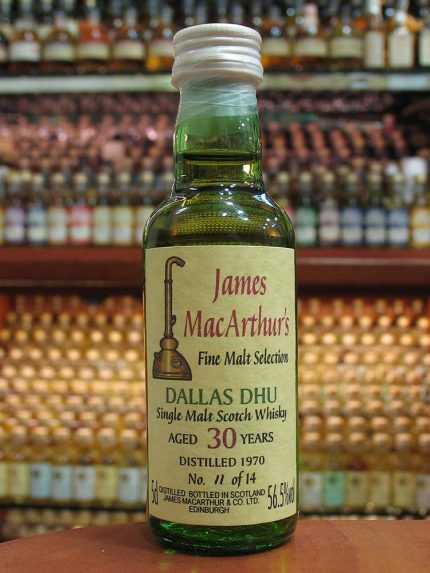 James
MacArthur's
Fine Malt Selection
DALLAS DHU
Single Malt Scotch Whisky
AGED 30 YEARS
DISTILLED 1970
No. 11 of 14
5cl DISTILLED BOTTLED IN SCOTLAND 56.5%vol
JAMES MACARTHUR & CO. LTD.
EDINBURGH